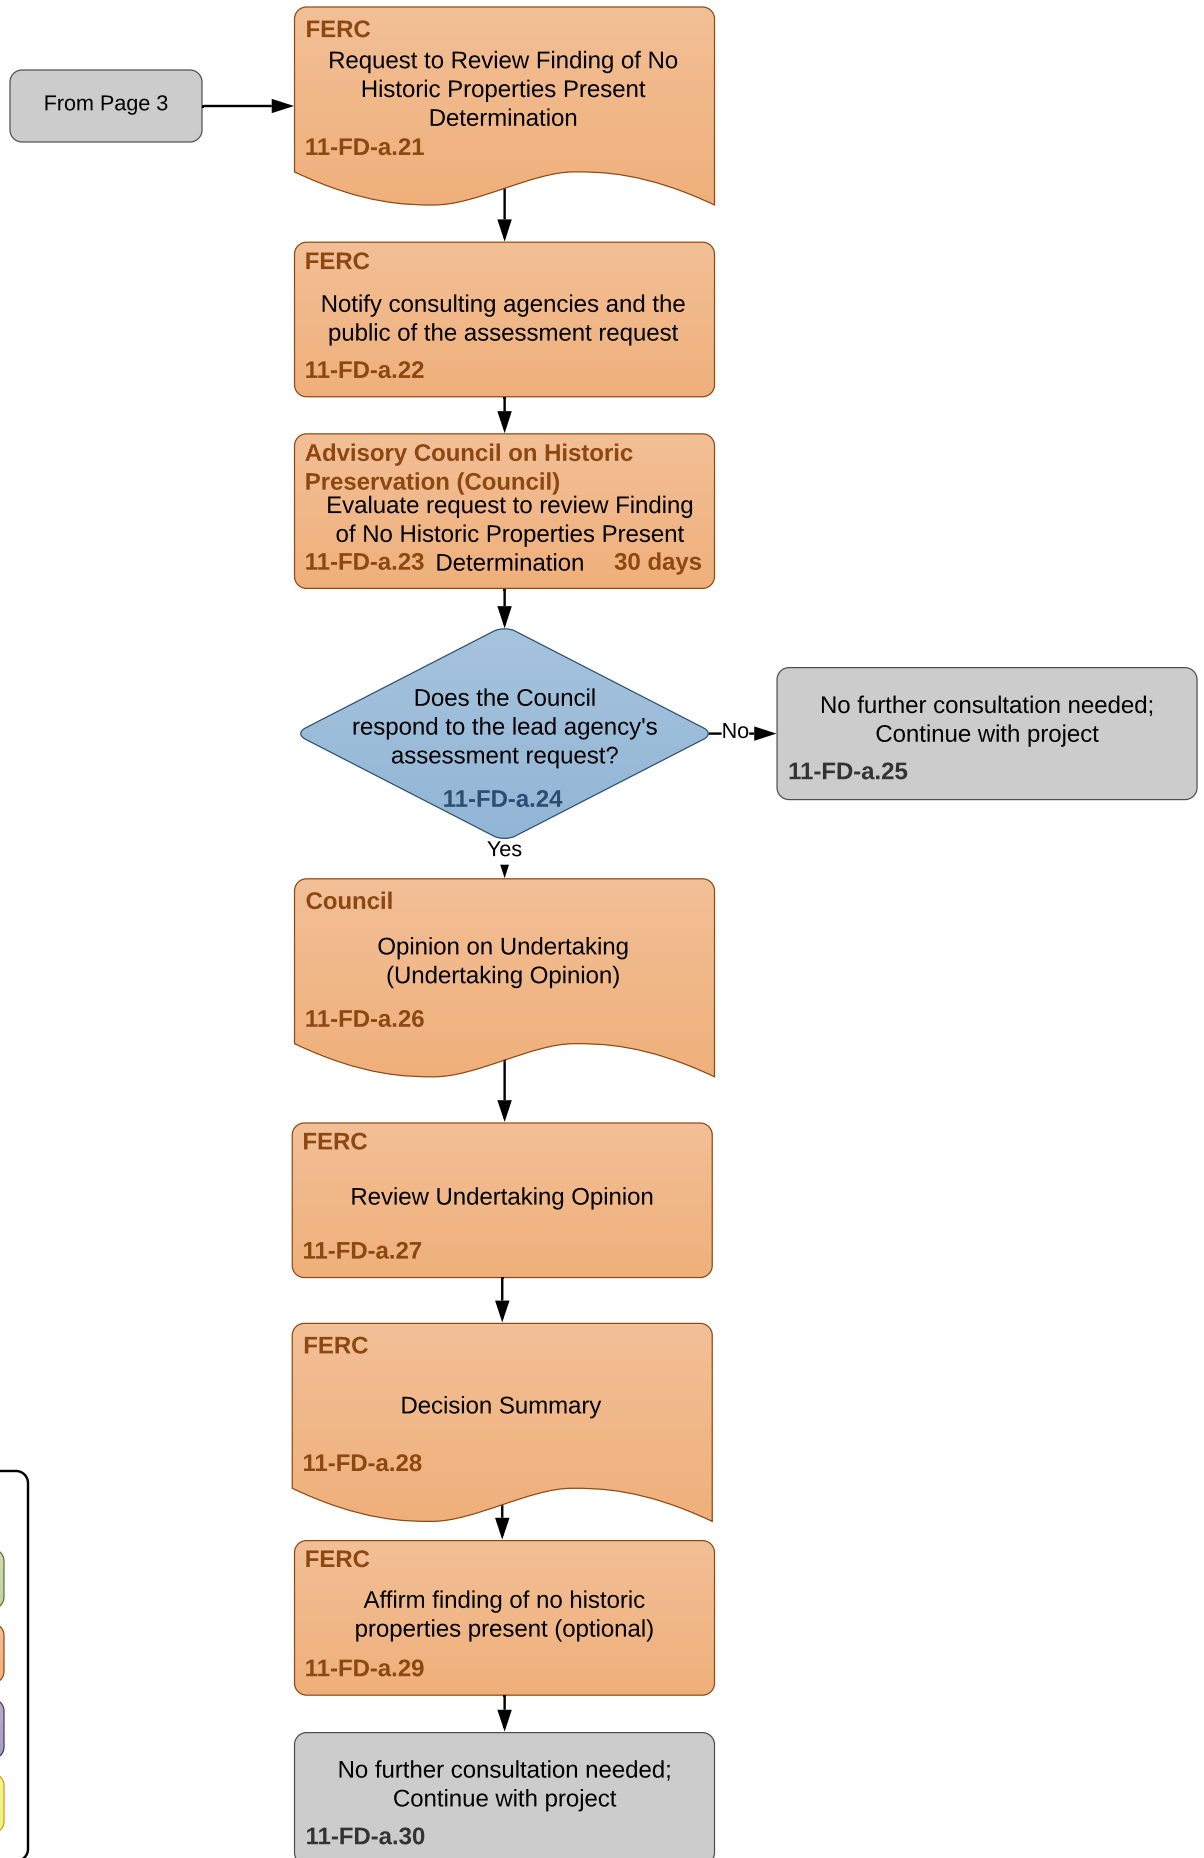 From Page 3
FERC
Request to Review Finding of No
Historic Properties Present
Determination
11-FD-a.21
FERC
Notify consulting agencies and the
public of the assessment request
11-FD-a.22
Advisory Council on Historic
Preservation (Council)
Evaluate request to review Finding
of No Historic Properties Present
11-FD-a.23 Determination 30 days
Does the Council
respond to the lead agency's
assessment request?
11-FD-a.24
No
No further consultation needed;
Continue with project
11-FD-a.25
Yes
Council
Opinion on Undertaking
(Undertaking Opinion)
11-FD-a.26
FERC
Review Undertaking Opinion
11-FD-a.27
FERC
Decision Summary
11-FD-a.28
FERC
Affirm finding of no historic
properties present (optional)
11-FD-a.29
No further consultation needed;
Continue with project
11-FD-a.30